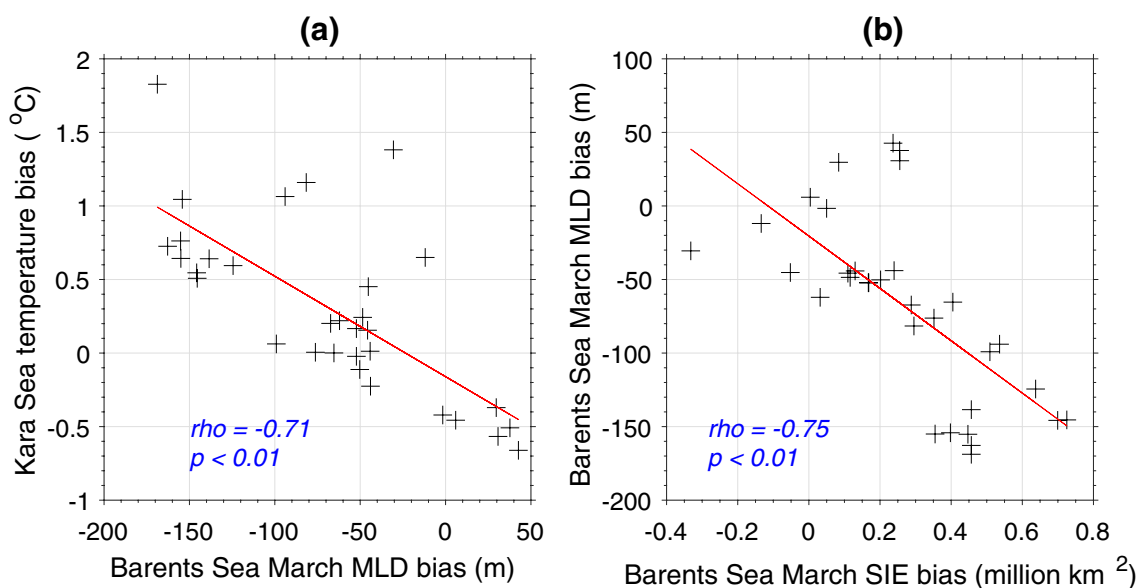 (a)
Kara Sea temperature bias ( °C)
2
1.5
1
0.5
0
-0.5
-1
rho = -0.71
p < 0.01
-200 -150 -100 -50 0 50
Barents Sea March MLD bias (m)
(b)
Barents Sea March MLD bias (m)
100
50
0
-50
-100
-150
-200
rho = -0.75
p < 0.01
-0.4 -0.2 0 0.2 0.4 0.6 0.8
Barents Sea March SIE bias (million km ²)